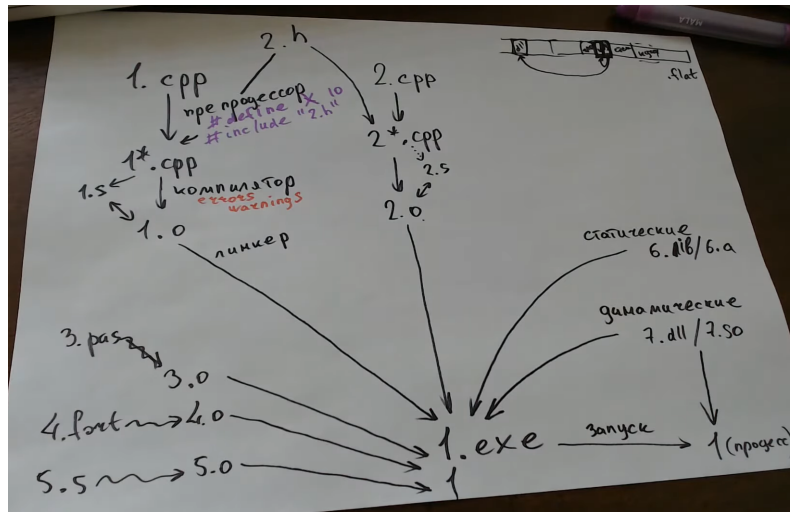 2.h
1.cpp
2.cpp
препроцессор
#define X 10
#include "2.h"
.flat
1*.cpp
2*.cpp
1.s
2.s
компилятор
errors
warnings
1.o
2.o
линкер
статические
6.lib/6.a
динамические
7.dll/7.so
3.pas
3.o
4.fort
4.o
1.exe
запуск
1 (процесс)
5.s
5.o
1